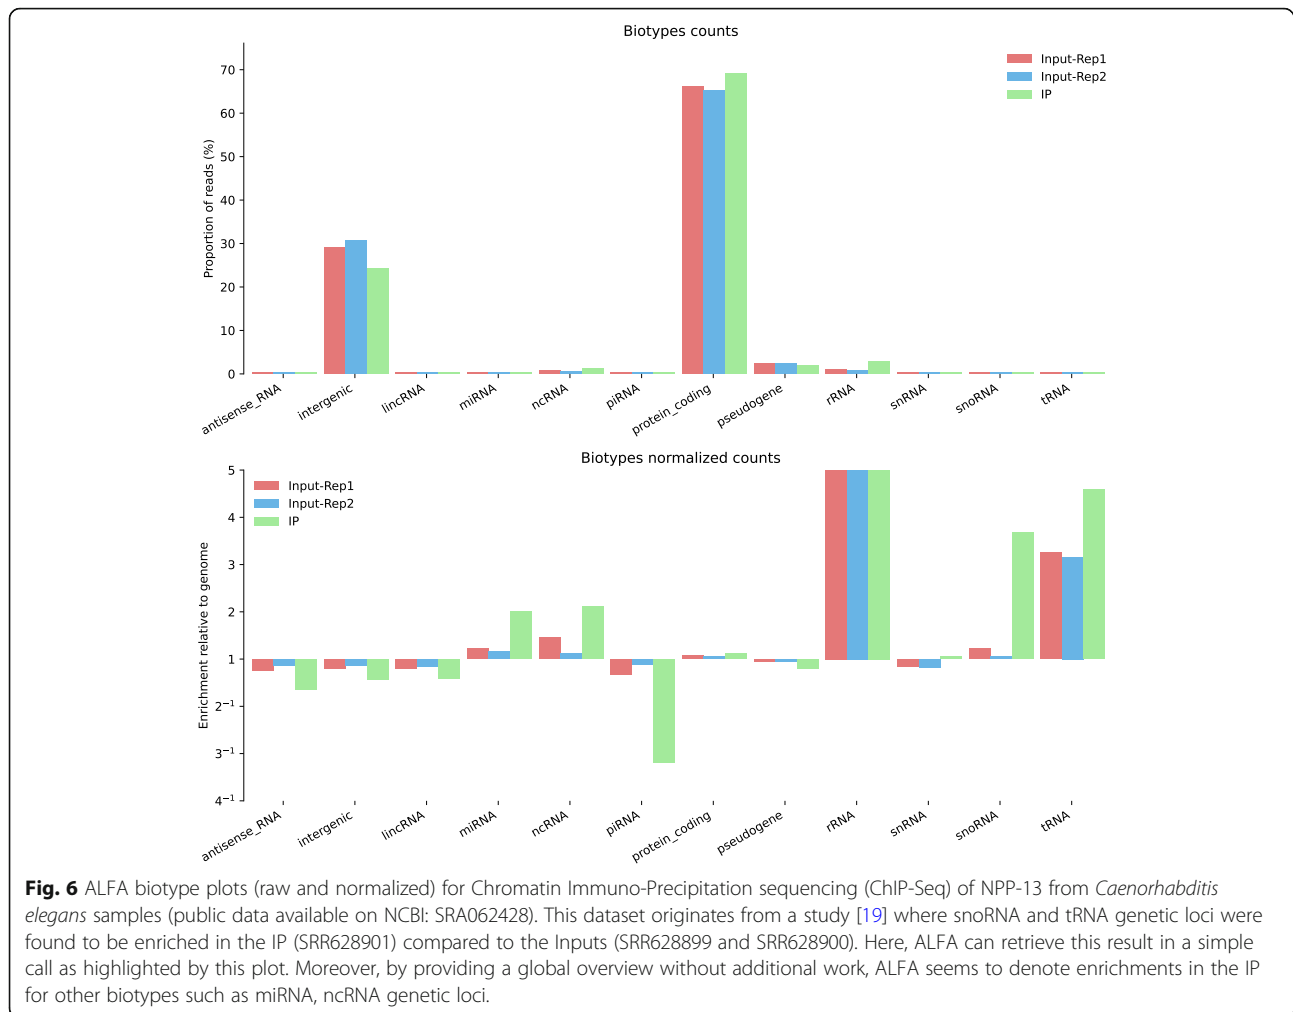 Biotypes counts
Input-Rep1
Input-Rep2
IP
Proportion of reads (%)
70
60
50
40
30
20
10
0
antisense_RNA
intergenic
lincRNA
miRNA
ncRNA
piRNA
protein_coding
pseudogene
rRNA
snRNA
snoRNA
tRNA
Biotypes normalized counts
Input-Rep1
Input-Rep2
IP
Enrichment relative to genome
5
4
3
2
1
2⁻¹
3⁻¹
4⁻¹
antisense_RNA
intergenic
lincRNA
miRNA
ncRNA
piRNA
protein_coding
pseudogene
rRNA
snRNA
snoRNA
tRNA
Fig. 6 ALFA biotype plots (raw and normalized) for Chromatin Immuno-Precipitation sequencing (ChIP-Seq) of NPP-13 from Caenorhabditis
elegans samples (public data available on NCBI: SRA062428). This dataset originates from a study [19] where snoRNA and tRNA genetic loci were
found to be enriched in the IP (SRR628901) compared to the Inputs (SRR628899 and SRR628900). Here, ALFA can retrieve this result in a simple
call as highlighted by this plot. Moreover, by providing a global overview without additional work, ALFA seems to denote enrichments in the IP
for other biotypes such as miRNA, ncRNA genetic loci.